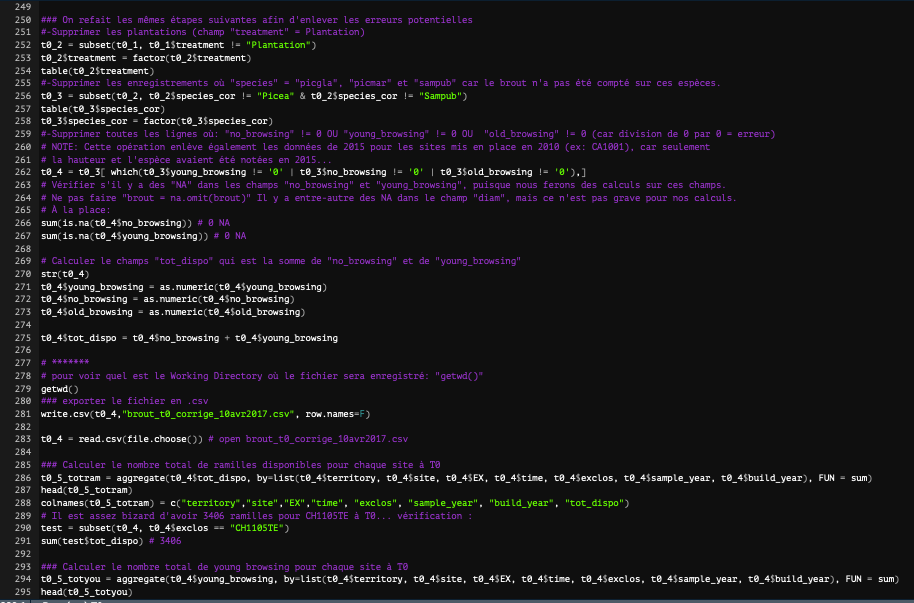 249
250 ### On refait les mêmes étapes suivantes afin d'enlever les erreurs potentielles
251 #-Supprimer les plantations (champ "treatment" = Plantation)
252 t0_2 = subset(t0_1, t0_1$treatment != "Plantation")
253 t0_2$treatment = factor(t0_2$treatment)
254 table(t0_2$treatment)
255 #-Supprimer les enregistrements où "species" = "picgla", "picmar" et "sampub" car le brout n'a pas été compté sur ces espèces.
256 t0_3 = subset(t0_2, t0_2$species_cor != "Picea" & t0_2$species_cor != "Sampub")
257 table(t0_3$species_cor)
258 t0_3$species_cor = factor(t0_3$species_cor)
259 #-Supprimer toutes les lignes où: "no_browsing" != 0 OU "young_browsing" != 0 OU  "old_browsing" != 0 (car division de 0 par 0 = erreur)
260 # NOTE: Cette opération enlève également les données de 2015 pour les sites mis en place en 2010 (ex: CA1001), car seulement
261 # la hauteur et l'espèce avaient été notées en 2015...
262 t0_4 = t0_3[ which(t0_3$young_browsing != '0' | t0_3$no_browsing != '0' | t0_3$old_browsing != '0'),]
263 # Vérifier s'il y a des "NA" dans les champs "no_browsing" et "young_browsing", puisque nous ferons des calculs sur ces champs.
264 # Ne pas faire "brout = na.omit(brout)" Il y a entre-autre des NA dans le champ "diam", mais ce n'est pas grave pour nos calculs.
265 # À la place:
266 sum(is.na(t0_4$no_browsing)) # 0 NA
267 sum(is.na(t0_4$young_browsing)) # 0 NA
268
269 # Calculer le champs "tot_dispo" qui est la somme de "no_browsing" et de "young_browsing"
270 str(t0_4)
271 t0_4$young_browsing = as.numeric(t0_4$young_browsing)
272 t0_4$no_browsing = as.numeric(t0_4$no_browsing)
273 t0_4$old_browsing = as.numeric(t0_4$old_browsing)
274
275 t0_4$tot_dispo = t0_4$no_browsing + t0_4$young_browsing
276
277 # *******
278 # pour voir quel est le Working Directory où le fichier sera enregistré: "getwd()"
279 getwd()
280 ### exporter le fichier en .csv
281 write.csv(t0_4,"brout_t0_corrige_10avr2017.csv", row.names=F)
282
283 t0_4 = read.csv(file.choose()) # open brout_t0_corrige_10avr2017.csv
284
285 ### Calculer le nombre total de ramilles disponibles pour chaque site à T0
286 t0_5_totram = aggregate(t0_4$tot_dispo, by=list(t0_4$territory, t0_4$site, t0_4$EX, t0_4$time, t0_4$exclos, t0_4$sample_year, t0_4$build_year), FUN = sum)
287 head(t0_5_totram)
288 colnames(t0_5_totram) = c("territory","site","EX","time", "exclos", "sample_year", "build_year", "tot_dispo")
289 # Il est assez bizard d'avoir 3406 ramilles pour CH1105TE à T0... vérification :
290 test = subset(t0_4, t0_4$exclos == "CH1105TE")
291 sum(test$tot_dispo) # 3406
292
293 ### Calculer le nombre total de young browsing pour chaque site à T0
294 t0_5_totyou = aggregate(t0_4$young_browsing, by=list(t0_4$territory, t0_4$site, t0_4$EX, t0_4$time, t0_4$exclos, t0_4$sample_year, t0_4$build_year), FUN = sum)
295 head(t0_5_totyou)